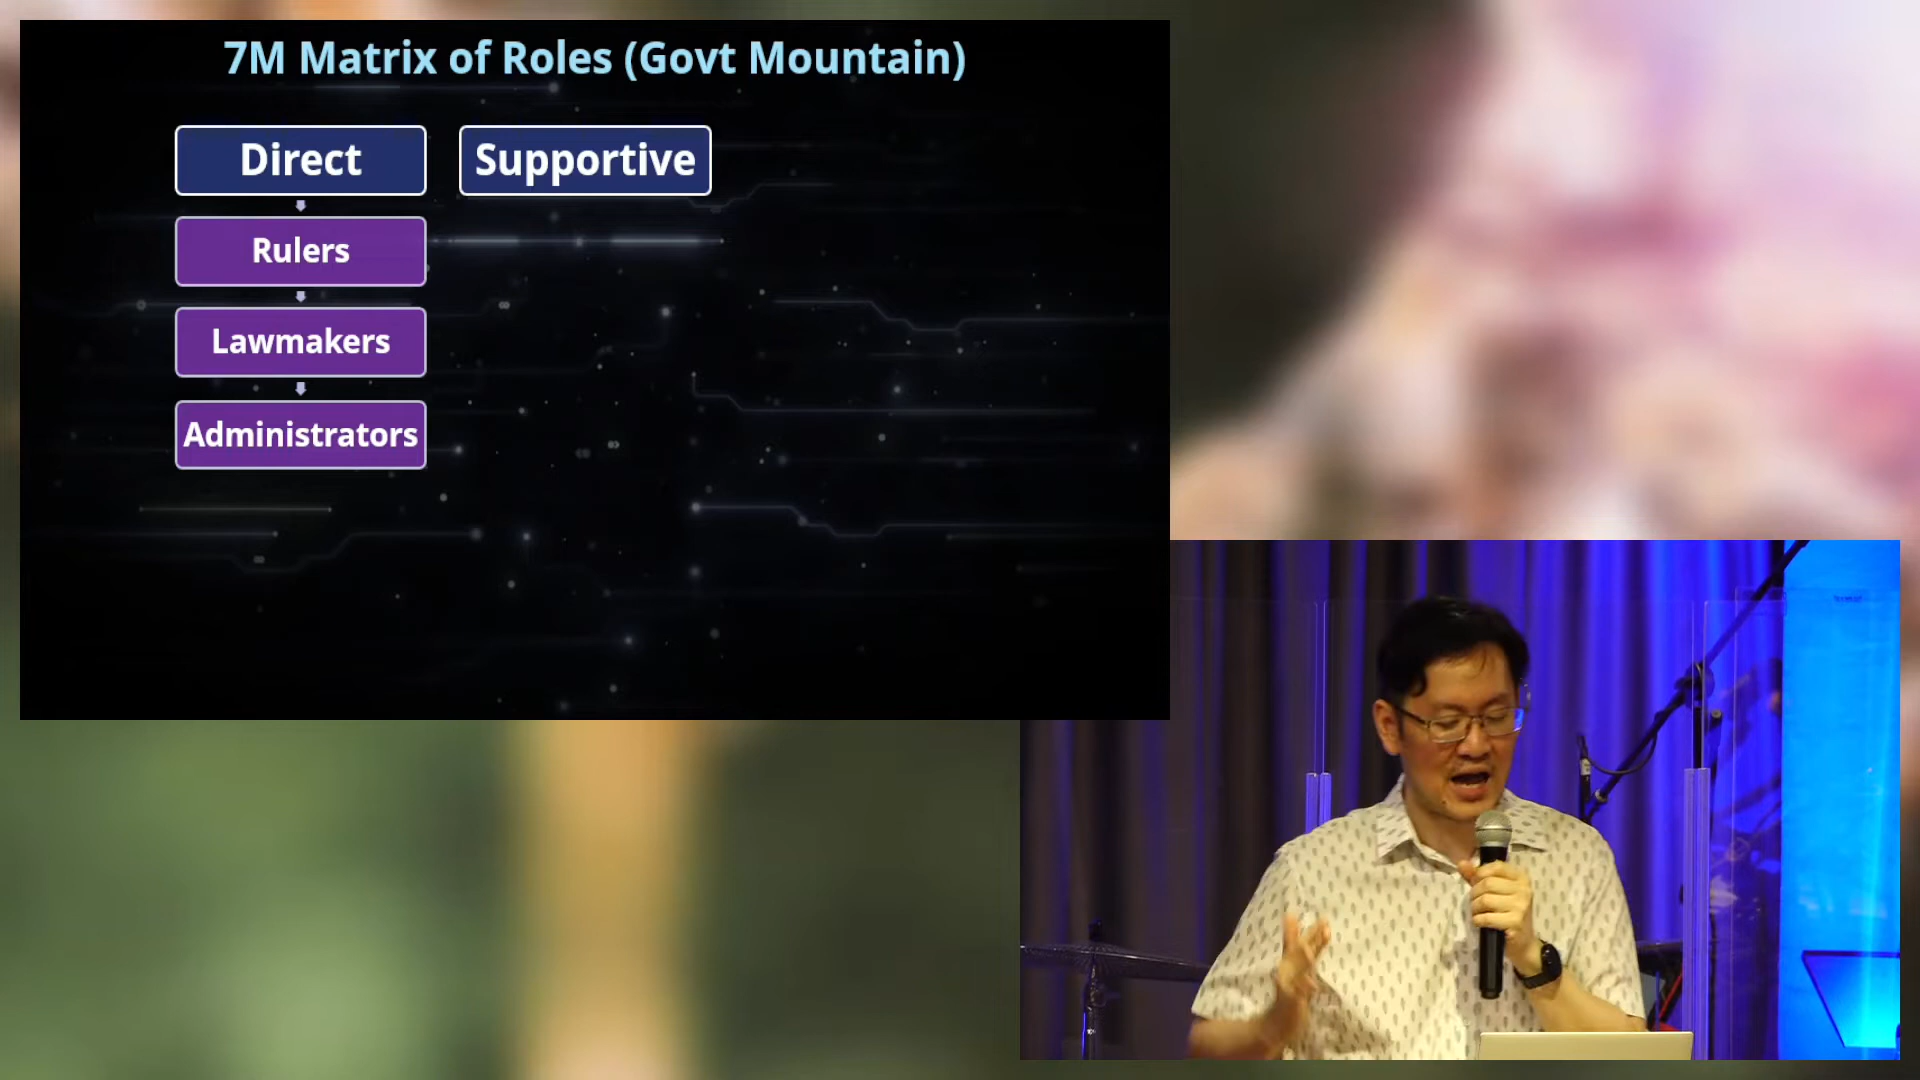 7M Matrix of Roles (Govt Mountain)
Direct
Supportive
Rulers
Lawmakers
Administrators